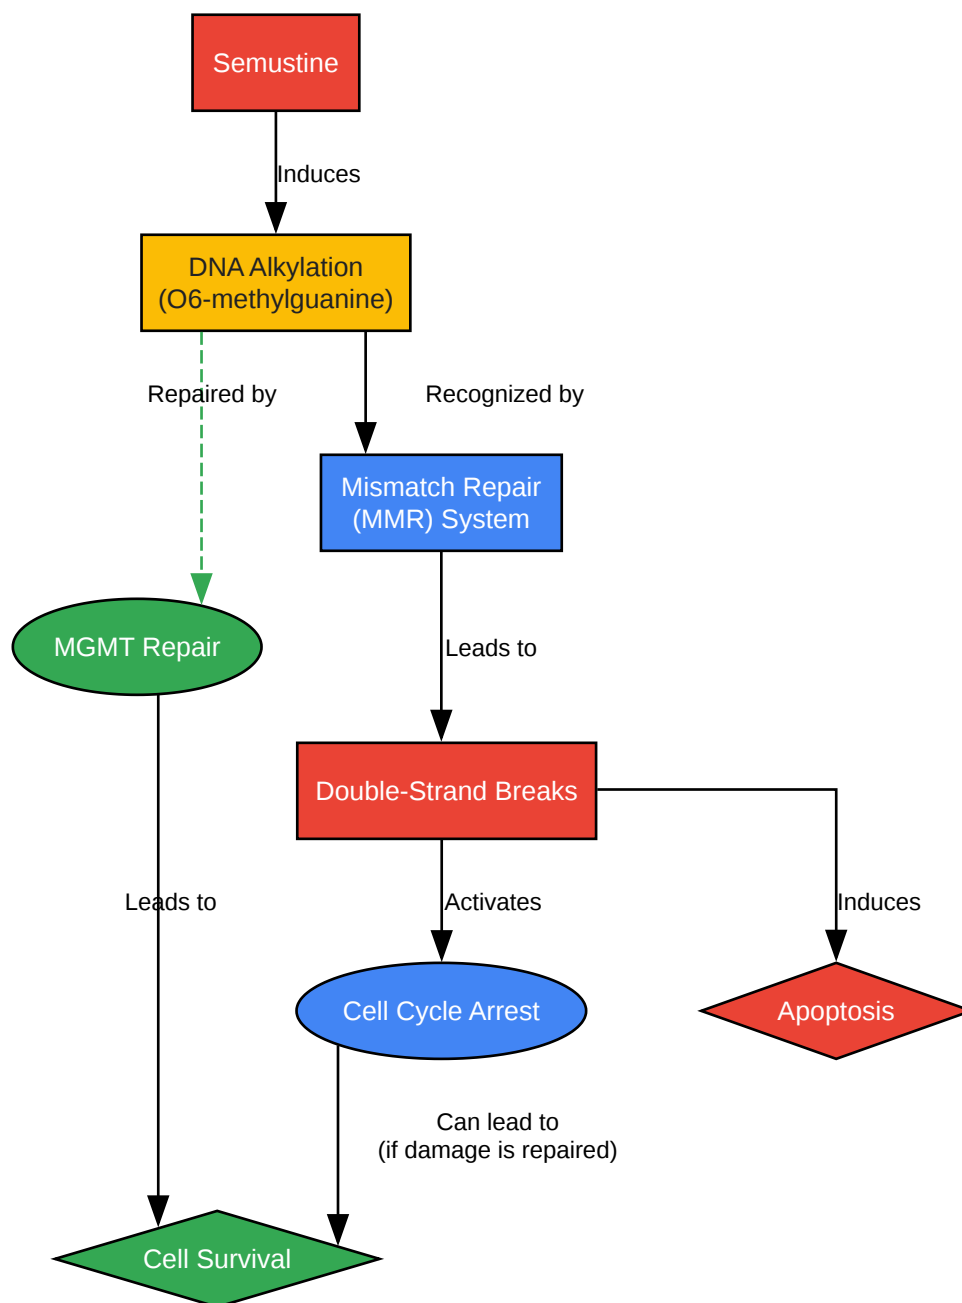 Semustine
Induces
DNA Alkylation
(O6-methylguanine)
Repaired by
Recognized by
Mismatch Repair
(MMR) System
MGMT Repair
Leads to
Double-Strand Breaks
Leads to
Activates
Induces
Cell Cycle Arrest
Apoptosis
Can lead to
(if damage is repaired)
Cell Survival